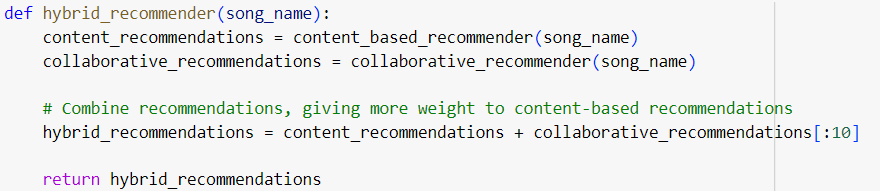 def hybrid_recommender(song_name):
    content_recommendations = content_based_recommender(song_name)
    collaborative_recommendations = collaborative_recommender(song_name)
    # Combine recommendations, giving more weight to content-based recommendations
    hybrid_recommendations = content_recommendations + collaborative_recommendations[:10]
    return hybrid_recommendations